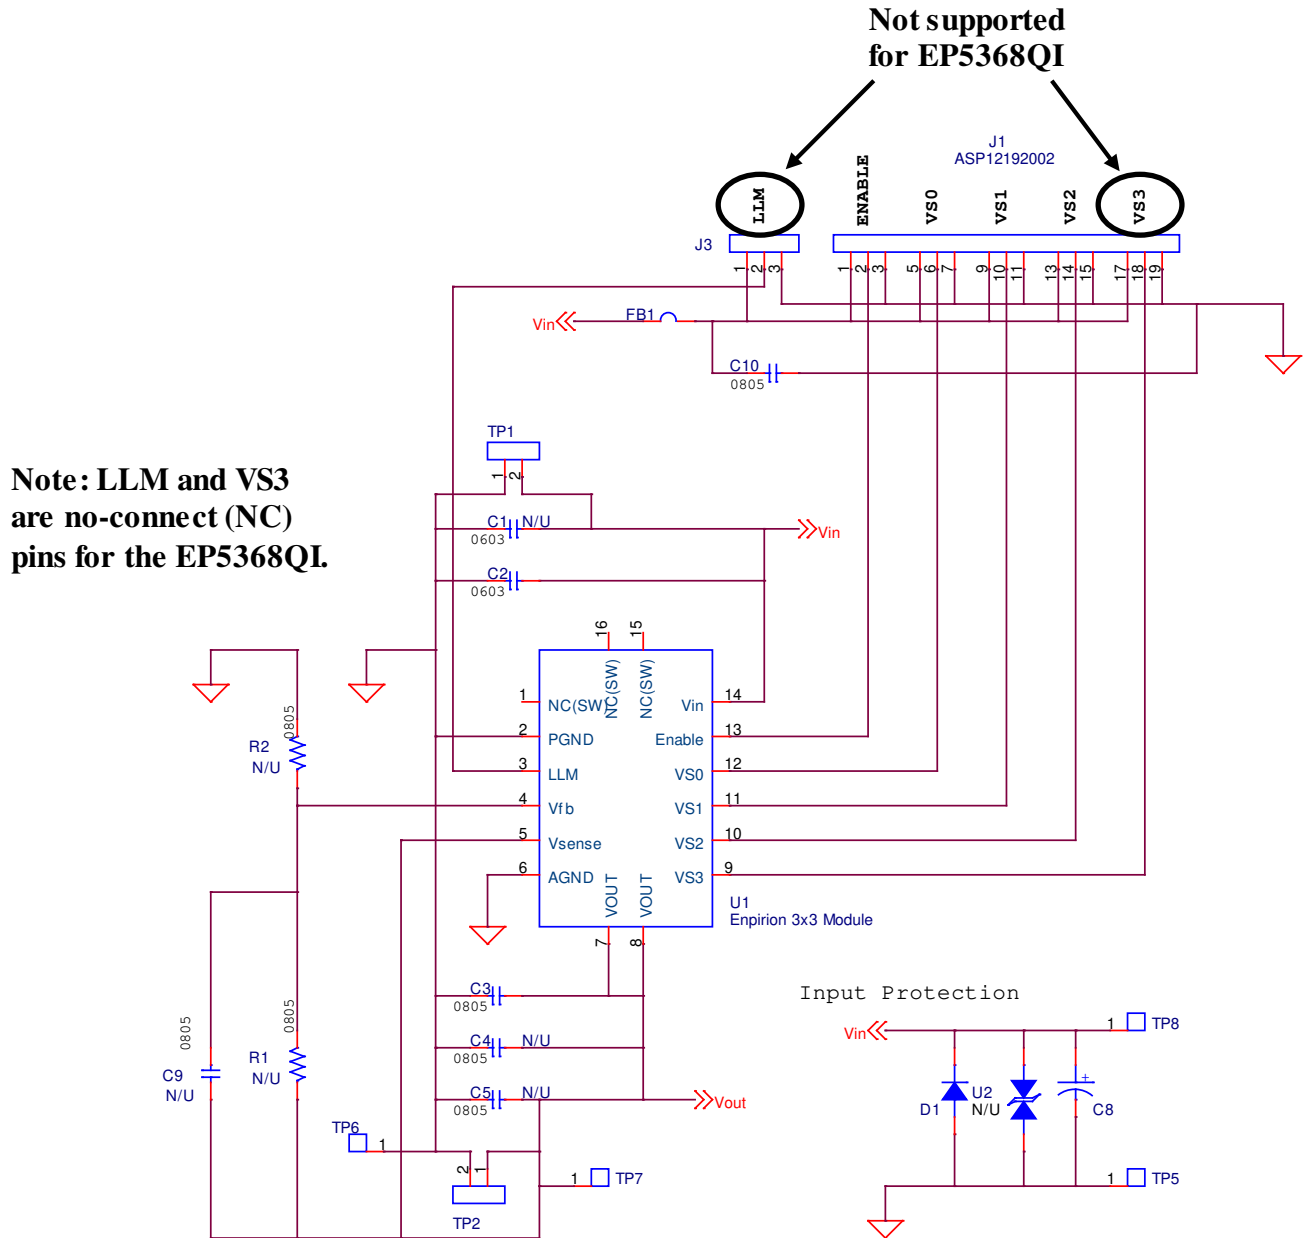 Not supported
for EP5368QI
J1
ASP12192002
LLM
ENABLE
VS0
VS1
VS2
VS3
J3
1 2 3
1 2 3 5 6 7 9 10 11 13 14 15 17 18 19
Vin
FB1
C10
0805
TP1
1 2
Note: LLM and VS3
are no-connect (NC)
pins for the EP5368QI.
C1 N/U
0603
Vin
C2
0603
16 15
NC(SW) NC(SW)
1 NC(SW)
Vin 14
2 PGND
Enable 13
3 LLM
VS0 12
4 Vfb
VS1 11
5 Vsense
VS2 10
6 AGND
VS3 9
VOUT VOUT
7 8
U1
Enpirion 3x3 Module
0805
R2
N/U
C3
0805
C4 N/U
0805
C5 N/U
0805
Vout
0805
C9
N/U
0805
R1
N/U
TP6
1
2 1
TP2
1 TP7
Input Protection
Vin
1 TP8
D1
U2
N/U
+
C8
1 TP5